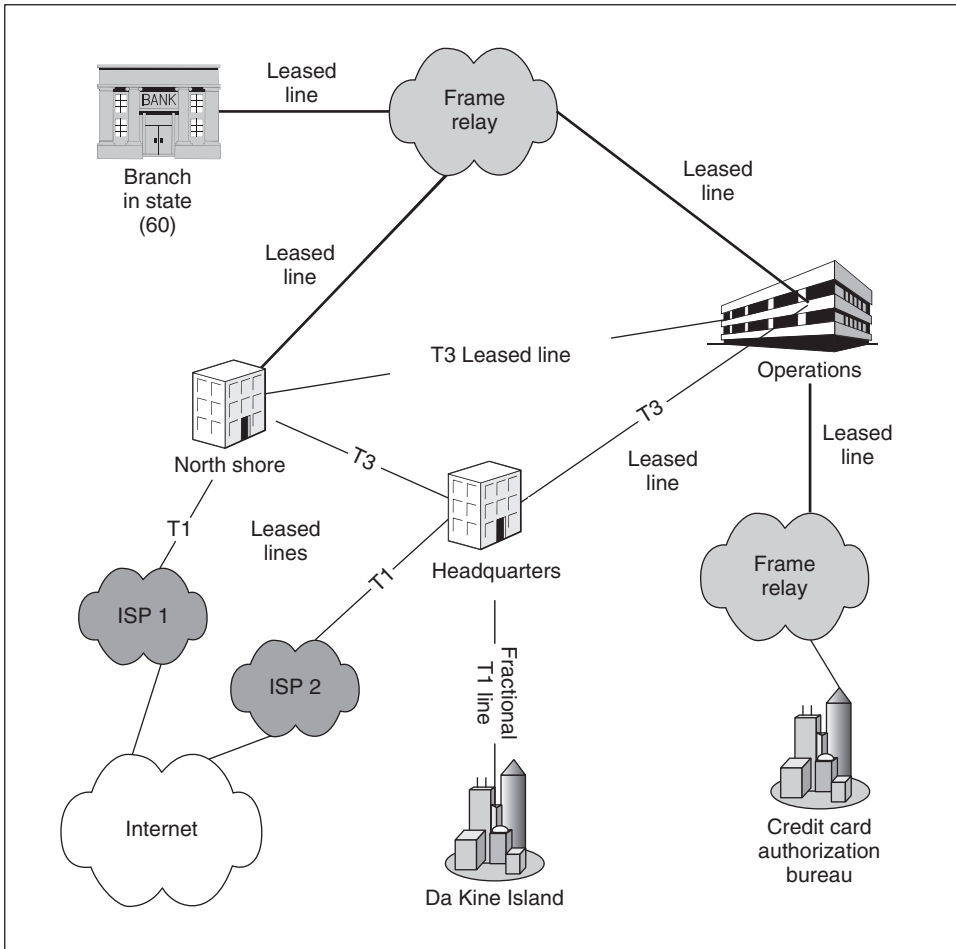 Leased
line
Frame
relay
BANK
Branch
in state
(60)
Leased
line
Leased
line
T3 Leased line
Operations
North shore
T3
T3
Leased
line
Leased
line
T1
Leased
lines
T1
Headquarters
Frame
relay
ISP 1
ISP 2
Fractional
T1 line
Internet
Da Kine Island
Credit card
authorization
bureau